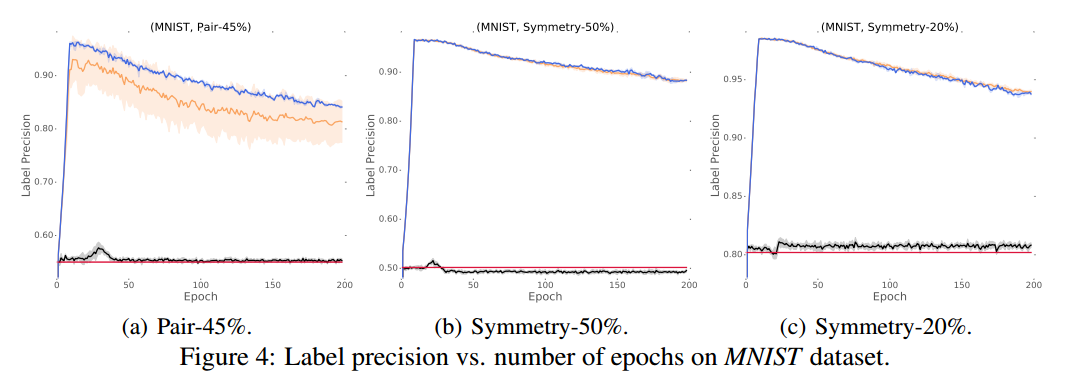 (MNIST, Pair-45%)
(MNIST, Symmetry-50%)
(MNIST, Symmetry-20%)
Label Precision
0.90
0.80
0.70
0.60
0
50
100
150
200
Epoch
Label Precision
0.90
0.80
0.70
0.60
0.50
0
50
100
150
200
Epoch
Label Precision
0.95
0.90
0.85
0.80
0
50
100
150
200
Epoch
(a) Pair-45%.
(b) Symmetry-50%.
(c) Symmetry-20%.
Figure 4: Label precision vs. number of epochs on MNIST dataset.